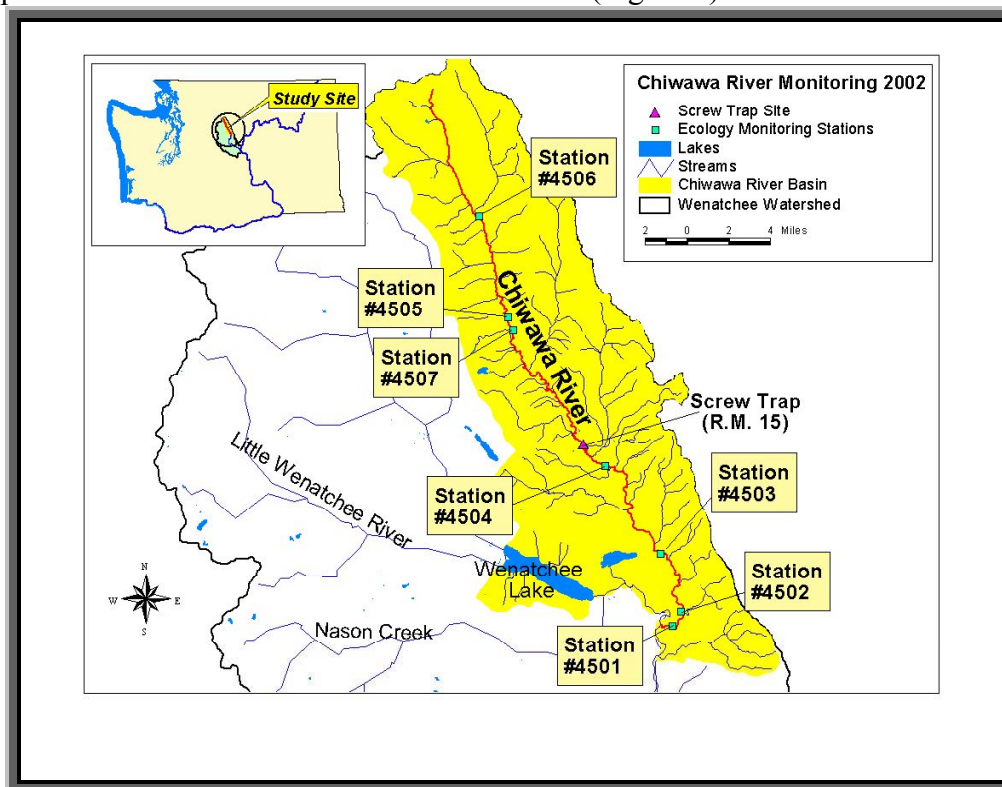 Study Site
Chiwawa River Monitoring 2002
Screw Trap Site
Ecology Monitoring Stations
Lakes
Streams
Chiwawa River Basin
Wenatchee Watershed
2 0 2 4 Miles
Station
#4506
Station
#4505
Chiwawa River
Station
#4507
Screw Trap
(R.M. 15)
Little Wenatchee River
Station
#4503
Station
#4504
Wenatchee
Lake
Station
#4502
N
W E
S
Nason Creek
Station
#4501